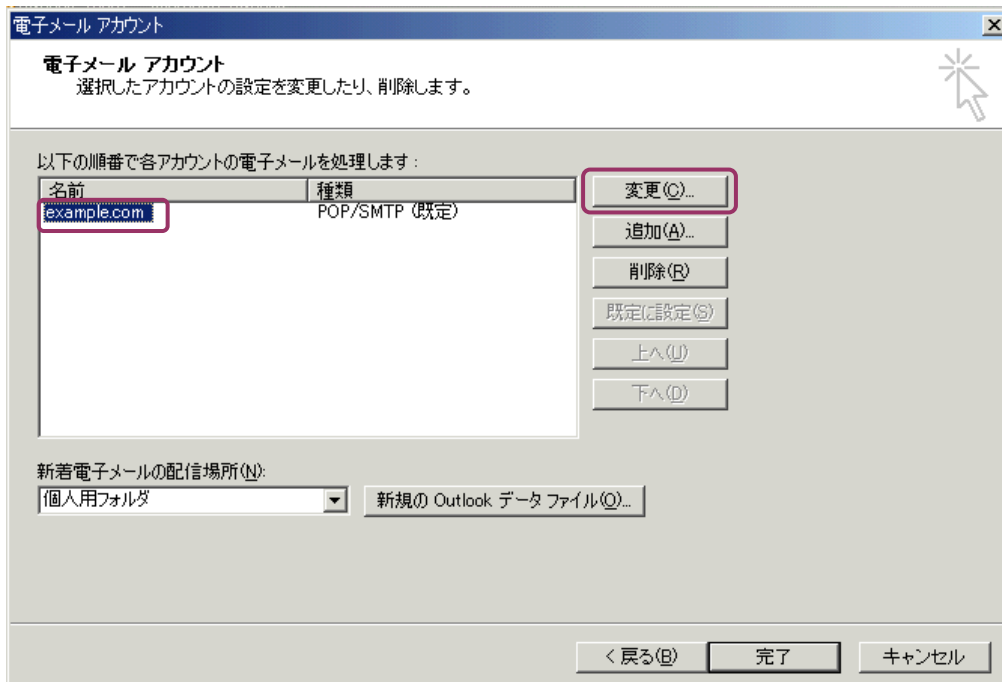 電子メール アカウント
電子メール アカウント
選択したアカウントの設定を変更したり、削除します。
以下の順番で各アカウントの電子メールを処理します:
名前 種類
example.com POP/SMTP (既定)
変更(C)...
追加(A)...
削除(R)
既定に設定(S)
上へ(U)
下へ(D)
新着電子メールの配信場所(N):
個人用フォルダ 新規の Outlook データ ファイル(O)...
< 戻る(B) 完了 キャンセル